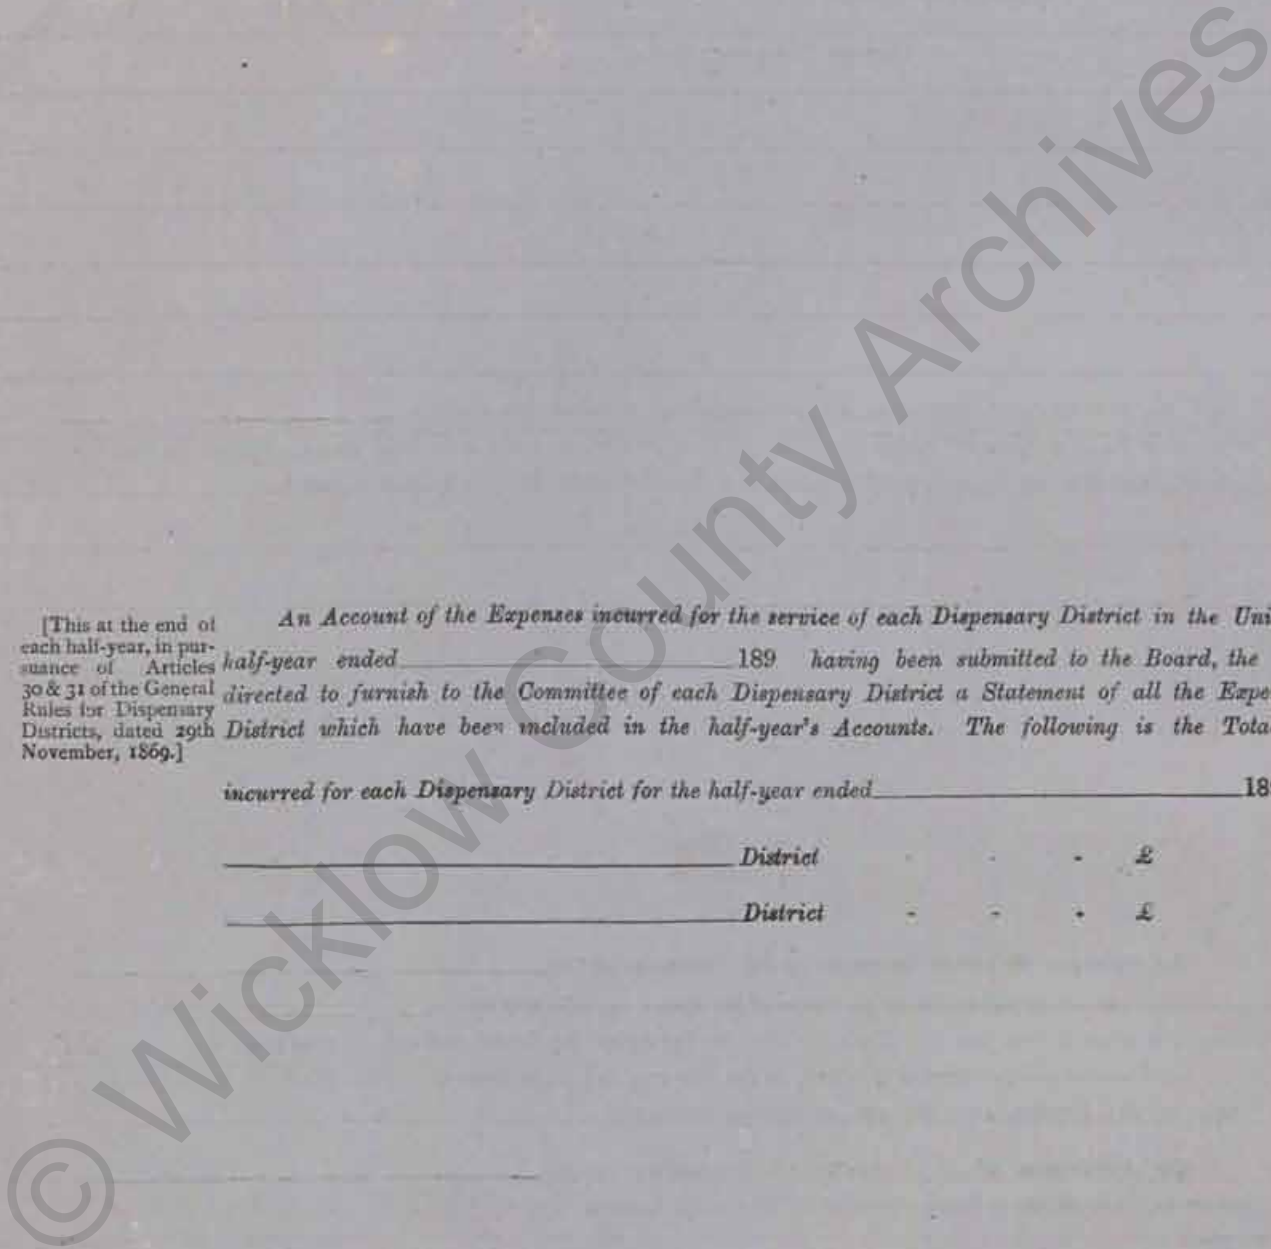 [This at the end of
each half-year, in pur-
suance of Articles
30 & 31 of the General
Rules for Dispensary
Districts, dated 29th
November, 1869.]
An Account of the Expenses incurred for the service of each Dispensary District in the Uni
half-year ended 189 having been submitted to the Board, the
directed to furnish to the Committee of each Dispensary District a Statement of all the Expe
District which have been included in the half-year's Accounts. The following is the Tota
incurred for each Dispensary District for the half-year ended 18
District - - - £
District - - - £
© Wicklow County Archives